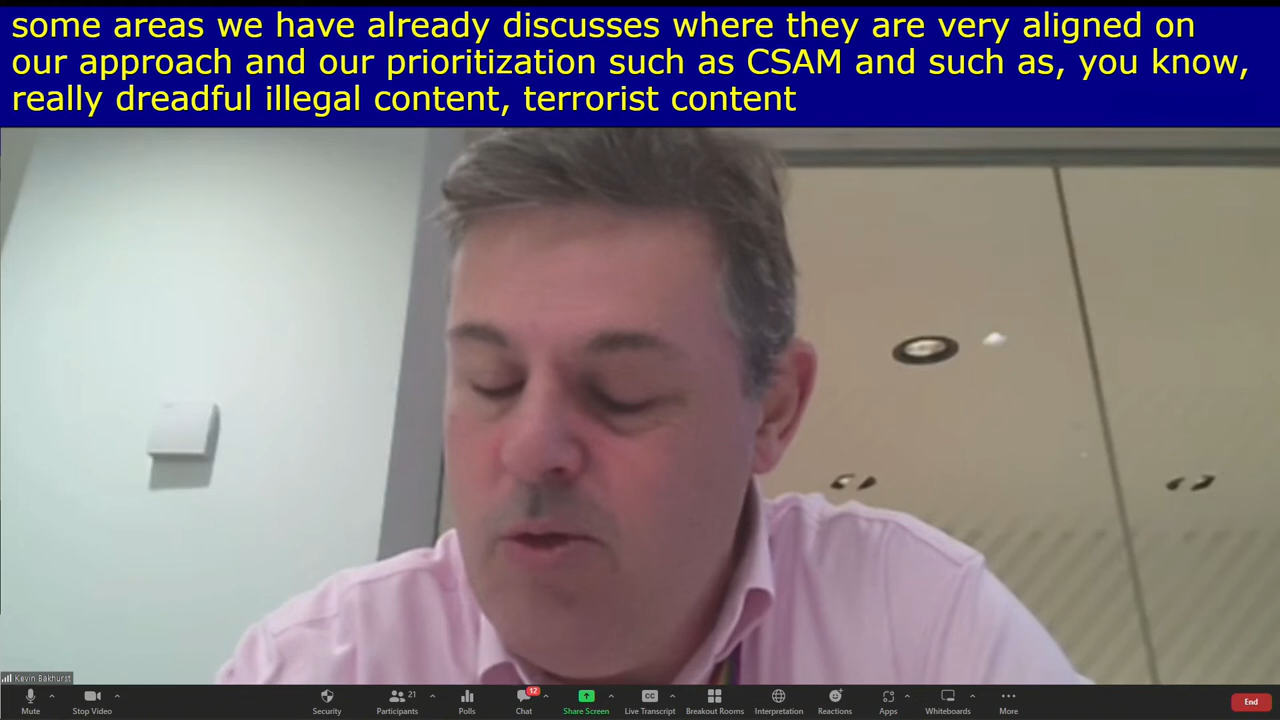 some areas we have already discusses where they are very aligned on
our approach and our prioritization such as CSAM and such as, you know,
really dreadful illegal content, terrorist content
Kevin Bakhurst
21
12
CC
Mute
Stop Video
Security
Participants
Polls
Chat
Share Screen
Live Transcript
Breakout Rooms
Interpretation
Reactions
Apps
Whiteboards
More
End